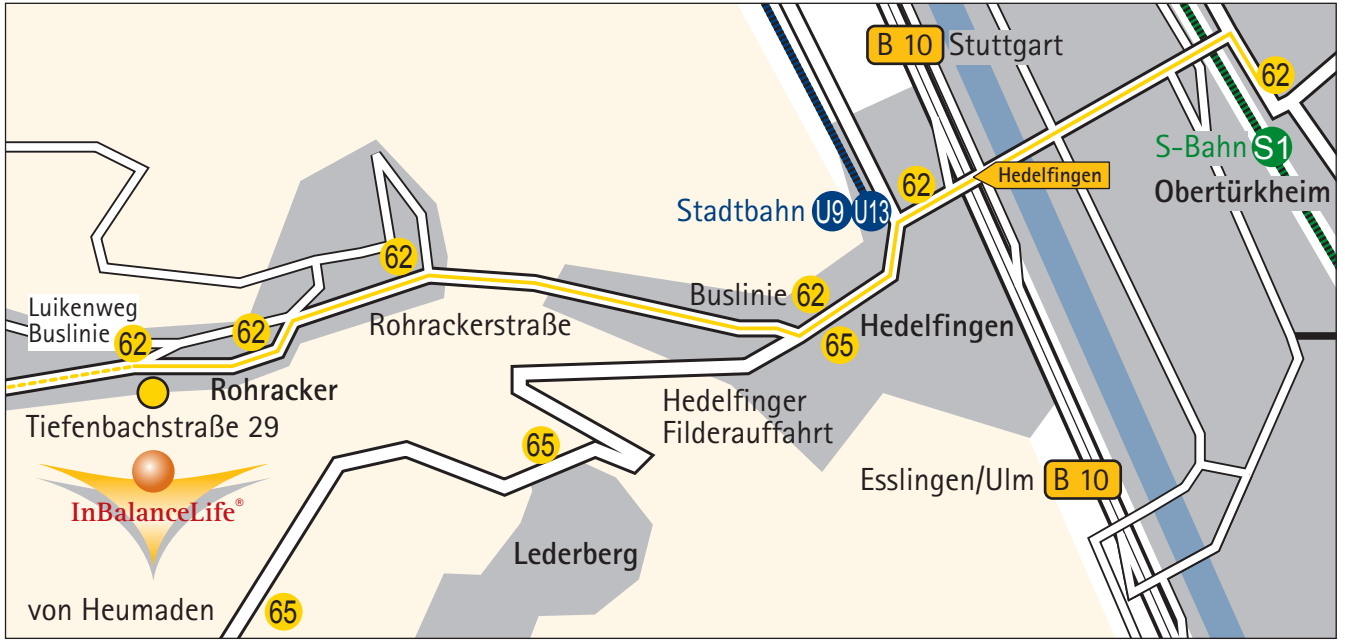 B 10 Stuttgart
62
S-Bahn S1
Obertürkheim
Hedelfingen
62
Stadtbahn U9 U13
62
Buslinie 62
Luikenweg
Buslinie 62
62
Rohrackerstraße
65
Hedelfingen
Rohracker
Tiefenbachstraße 29
Hedelfinger
Filderauffahrt
65
Esslingen/Ulm B 10
InBalanceLife®
Lederberg
von Heumaden 65